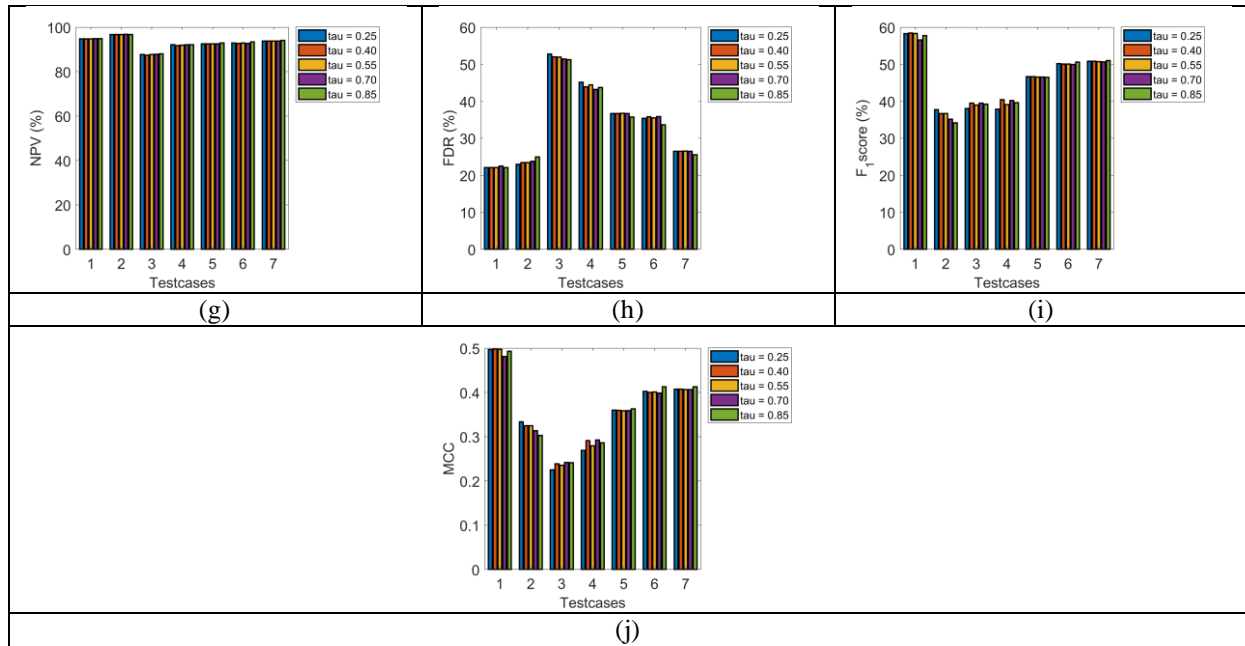 100
80
60
40
20
0
NPV (%)
1 2 3 4 5 6 7
Testcases
tau = 0.25
tau = 0.40
tau = 0.55
tau = 0.70
tau = 0.85
60
50
40
30
20
10
0
FDR (%)
1 2 3 4 5 6 7
Testcases
tau = 0.25
tau = 0.40
tau = 0.55
tau = 0.70
tau = 0.85
60
50
40
30
20
10
0
F1score (%)
1 2 3 4 5 6 7
Testcases
tau = 0.25
tau = 0.40
tau = 0.55
tau = 0.70
tau = 0.85
(g) (h) (i)
0.5
0.4
0.3
0.2
0.1
0
MCC
1 2 3 4 5 6 7
Testcases
tau = 0.25
tau = 0.40
tau = 0.55
tau = 0.70
tau = 0.85
(j)